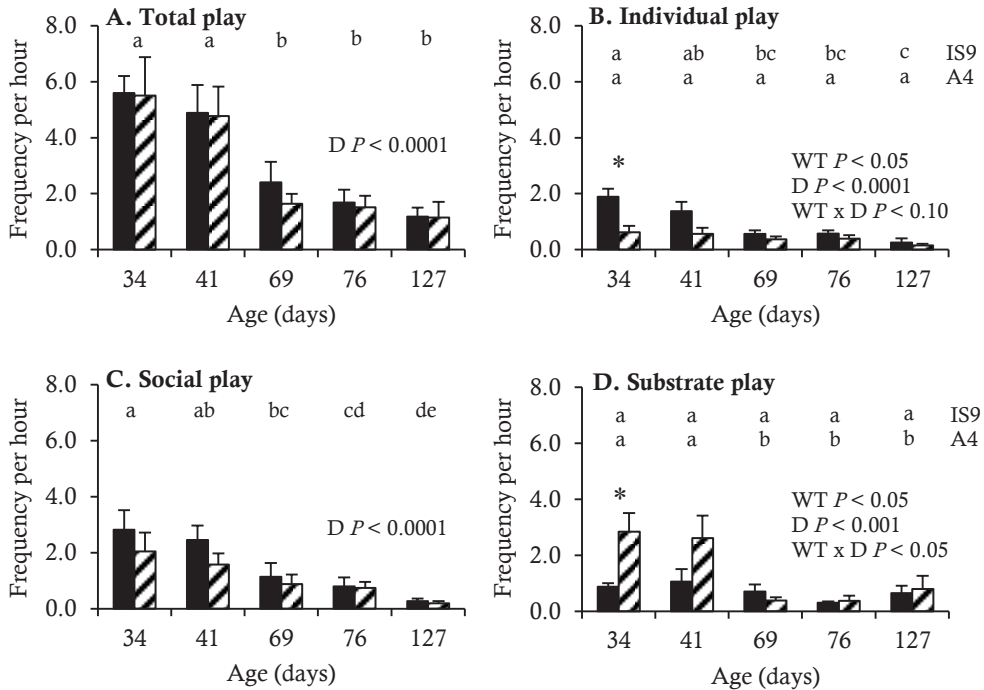 A. Total play
8.0
6.0
4.0
2.0
0.0
Frequency per hour
a a b b b
D P < 0.0001
34 41 69 76 127
Age (days)
B. Individual play
8.0
6.0
4.0
2.0
0.0
Frequency per hour
a ab bc bc c IS9
a a a a a A4
*
WT P < 0.05
D P < 0.0001
WT x D P < 0.10
34 41 69 76 127
Age (days)
C. Social play
8.0
6.0
4.0
2.0
0.0
Frequency per hour
a ab bc cd de
D P < 0.0001
34 41 69 76 127
Age (days)
D. Substrate play
8.0
6.0
4.0
2.0
0.0
Frequency per hour
a a a a a IS9
a a b b b A4
*
WT P < 0.05
D P < 0.001
WT x D P < 0.05
34 41 69 76 127
Age (days)